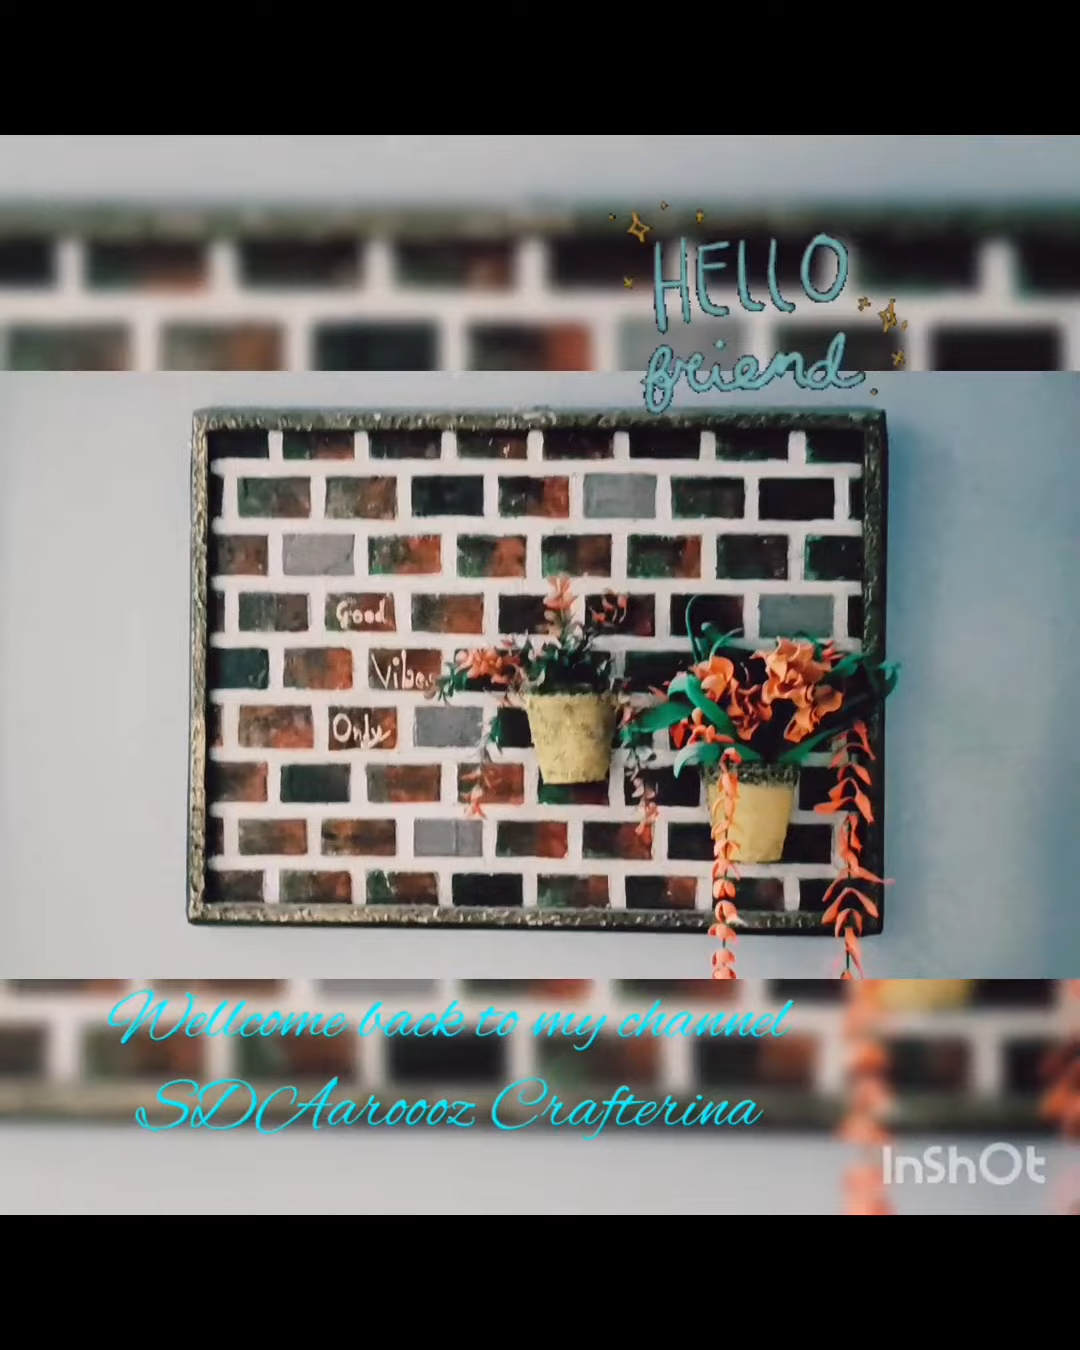 HELLO
friend
Good
Vibes
Only
Wellcome back to my channel
SDAaroooz Crafterina
InShOt